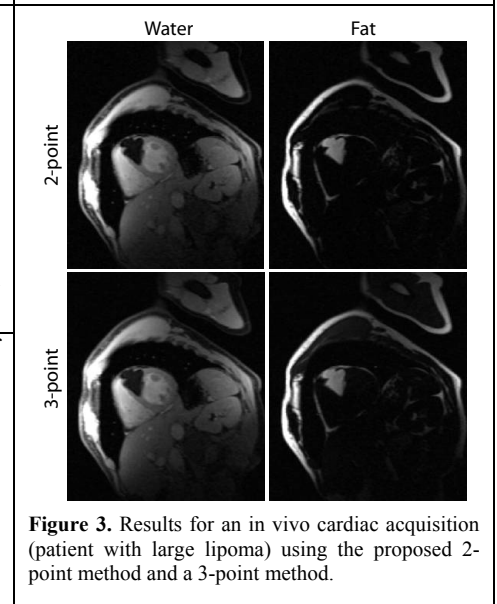 Water Fat
2-point
3-point
Figure 3. Results for an in vivo cardiac acquisition
(patient with large lipoma) using the proposed 2-
point method and a 3-point method.